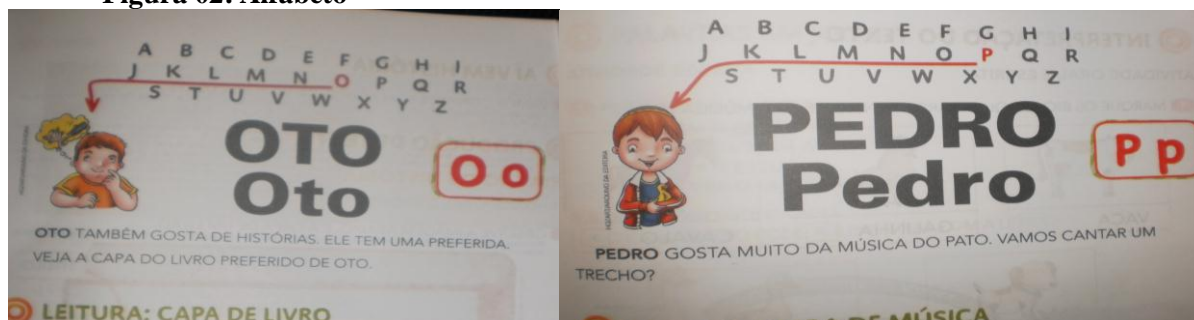 Figura 02: Alfabeto
A B C D E F G H I
J K L M N O P Q R
S T U V W X Y Z
OTO
Oto
O o
OTO TAMBÉM GOSTA DE HISTÓRIAS. ELE TEM UMA PREFERIDA.
VEJA A CAPA DO LIVRO PREFERIDO DE OTO.
LEITURA: CAPA DE LIVRO
A B C D E F G H I
J K L M N O P Q R
S T U V W X Y Z
PEDRO
Pedro
P p
PEDRO GOSTA MUITO DA MÚSICA DO PATO. VAMOS CANTAR UM
TRECHO?
DE MÚSICA